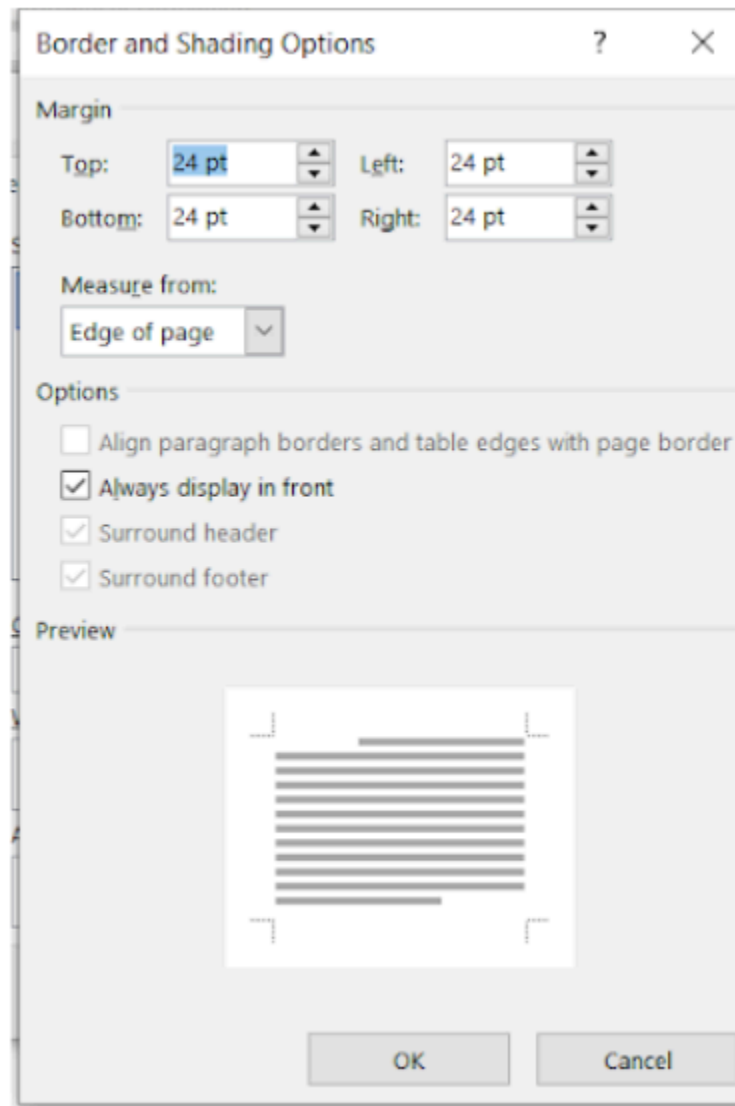 Border and Shading Options ?
Margin
Top: 24 pt Left: 24 pt
Bottom: 24 pt Right: 24 pt
Measure from:
Edge of page
Options
Align paragraph borders and table edges with page border
Always display in front
Surround header
Surround footer
Preview
OK Cancel